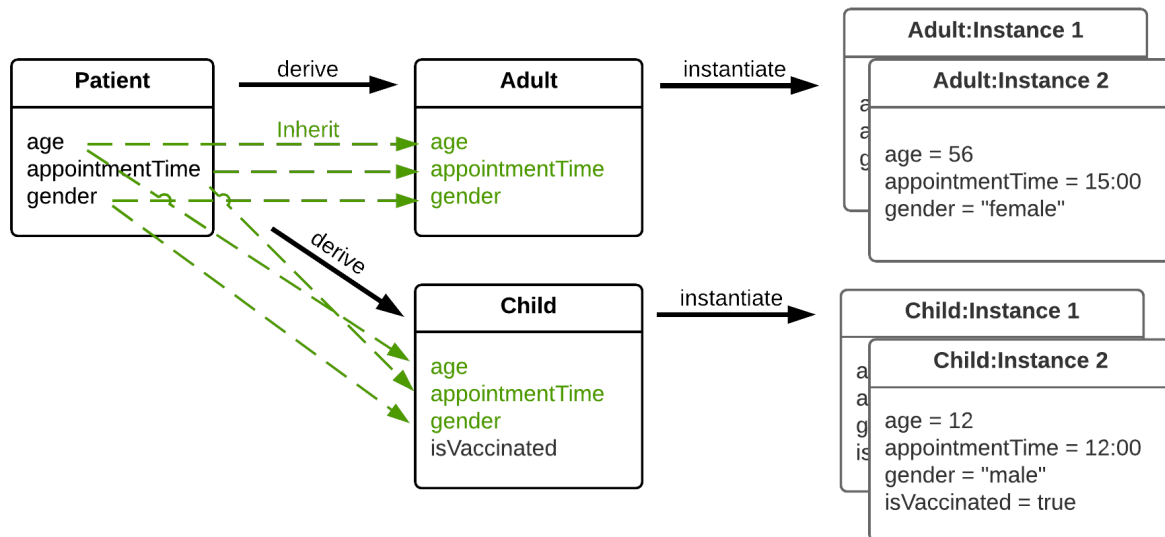 Patient
age
appointmentTime
gender
derive
Inherit
derive
Adult
age
appointmentTime
gender
instantiate
Adult:Instance 1
Adult:Instance 2
age = 56
appointmentTime = 15:00
gender = "female"
Child
age
appointmentTime
gender
isVaccinated
instantiate
Child:Instance 1
Child:Instance 2
age = 12
appointmentTime = 12:00
gender = "male"
isVaccinated = true